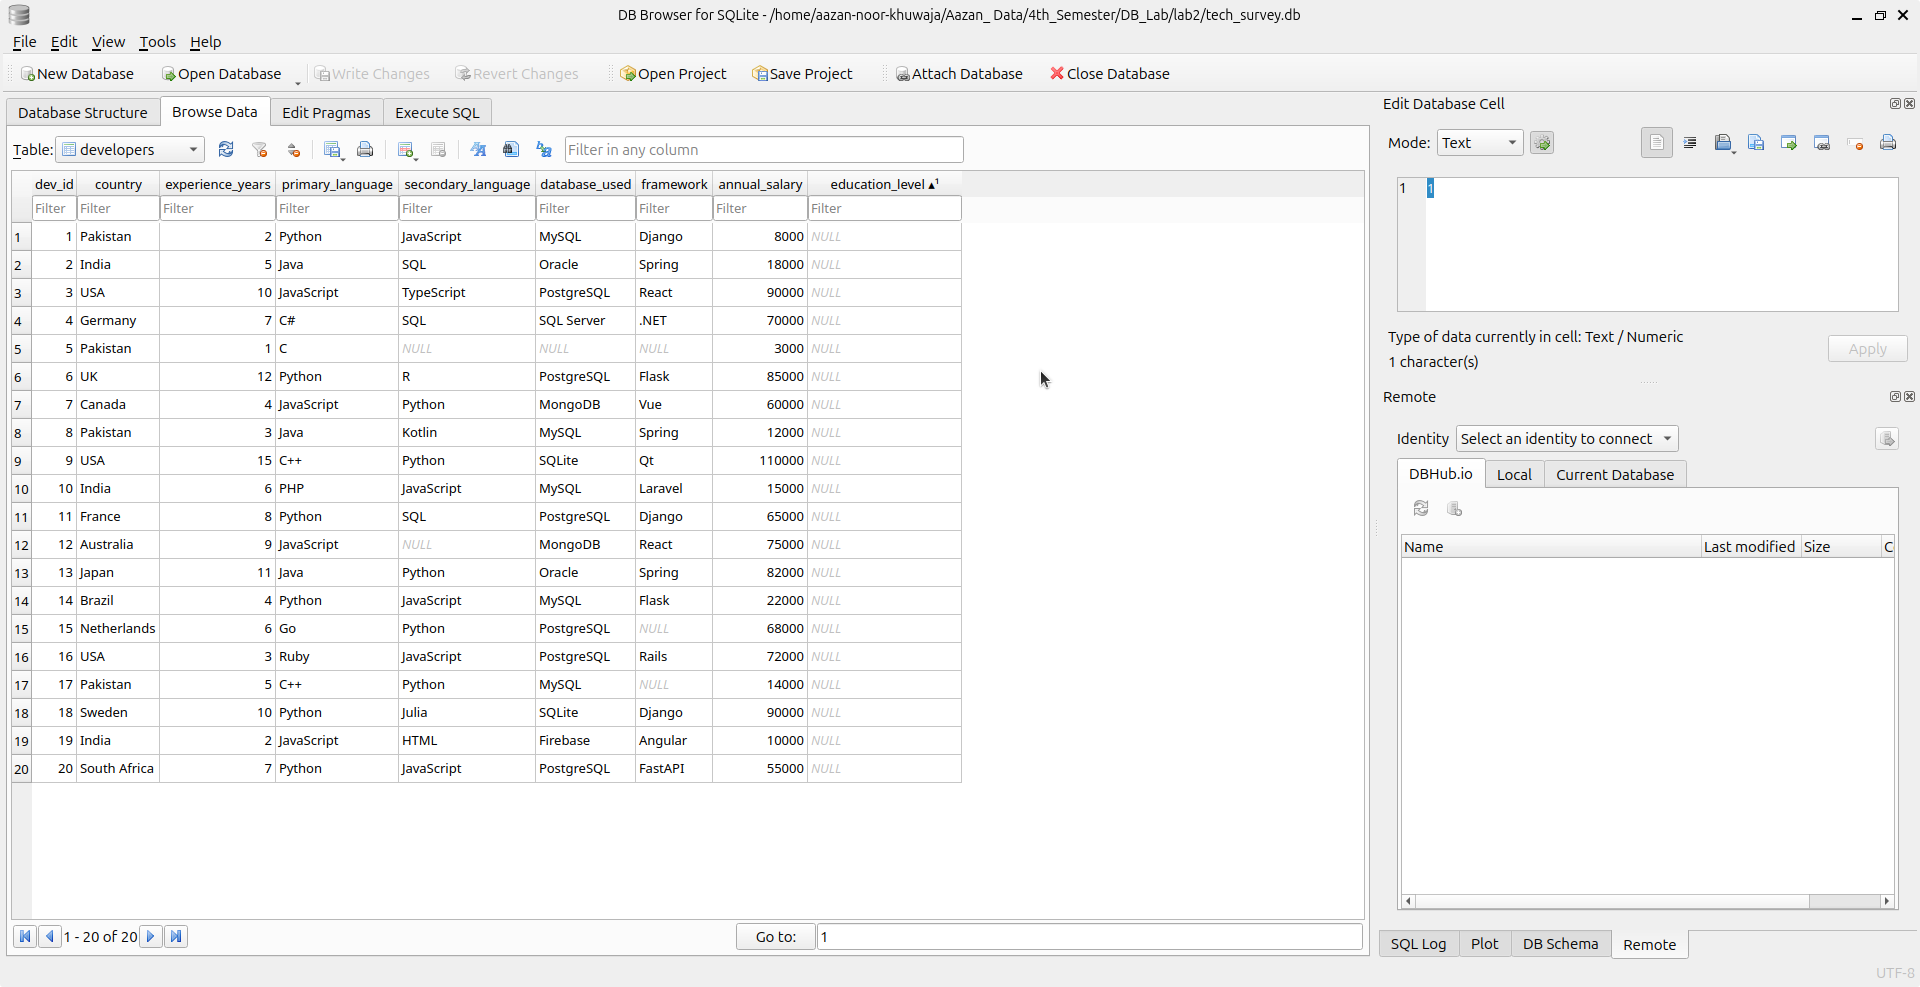 DB Browser for SQLite - /home/aazan-noor-khuwaja/Aazan_ Data/4th_Semester/DB_Lab/lab2/tech_survey.db
File Edit View Tools Help
New Database Open Database Write Changes Revert Changes Open Project Save Project Attach Database Close Database
Database Structure Browse Data Edit Pragmas Execute SQL
Table: developers Filter in any column
dev_id country experience_years primary_language secondary_language database_used framework annual_salary education_level ▴1
Filter Filter Filter Filter Filter Filter Filter Filter Filter
1 1 Pakistan 2 Python JavaScript MySQL Django 8000 NULL
2 2 India 5 Java SQL Oracle Spring 18000 NULL
3 3 USA 10 JavaScript TypeScript PostgreSQL React 90000 NULL
4 4 Germany 7 C# SQL SQL Server .NET 70000 NULL
5 5 Pakistan 1 C NULL NULL NULL 3000 NULL
6 6 UK 12 Python R PostgreSQL Flask 85000 NULL
7 7 Canada 4 JavaScript Python MongoDB Vue 60000 NULL
8 8 Pakistan 3 Java Kotlin MySQL Spring 12000 NULL
9 9 USA 15 C++ Python SQLite Qt 110000 NULL
10 10 India 6 PHP JavaScript MySQL Laravel 15000 NULL
11 11 France 8 Python SQL PostgreSQL Django 65000 NULL
12 12 Australia 9 JavaScript NULL MongoDB React 75000 NULL
13 13 Japan 11 Java Python Oracle Spring 82000 NULL
14 14 Brazil 4 Python JavaScript MySQL Flask 22000 NULL
15 15 Netherlands 6 Go Python PostgreSQL NULL 68000 NULL
16 16 USA 3 Ruby JavaScript PostgreSQL Rails 72000 NULL
17 17 Pakistan 5 C++ Python MySQL NULL 14000 NULL
18 18 Sweden 10 Python Julia SQLite Django 90000 NULL
19 19 India 2 JavaScript HTML Firebase Angular 10000 NULL
20 20 South Africa 7 Python JavaScript PostgreSQL FastAPI 55000 NULL
1 - 20 of 20 Go to: 1
Edit Database Cell
Mode: Text
1 1
Type of data currently in cell: Text / Numeric
1 character(s)
Apply
Remote
Identity Select an identity to connect
DBHub.io Local Current Database
Name Last modified Size C
SQL Log Plot DB Schema Remote
UTF-8